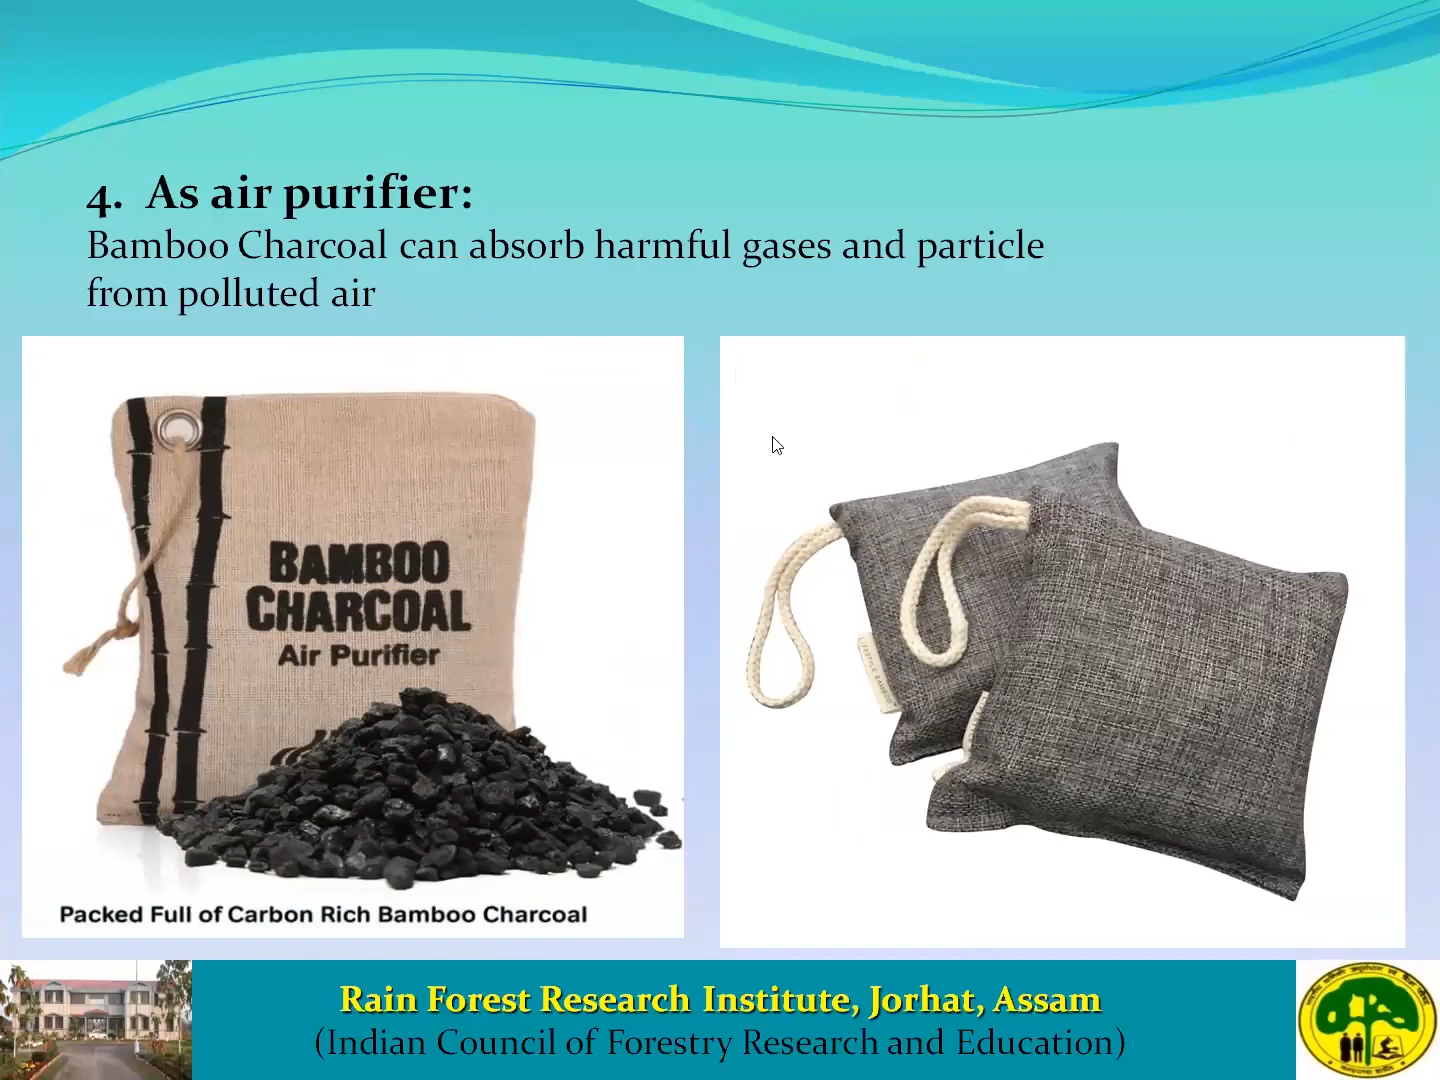 4. As air purifier:
Bamboo Charcoal can absorb harmful gases and particle
from polluted air
BAMBOO
CHARCOAL
Air Purifier
Packed Full of Carbon Rich Bamboo Charcoal
Rain Forest Research Institute, Jorhat, Assam
(Indian Council of Forestry Research and Education)